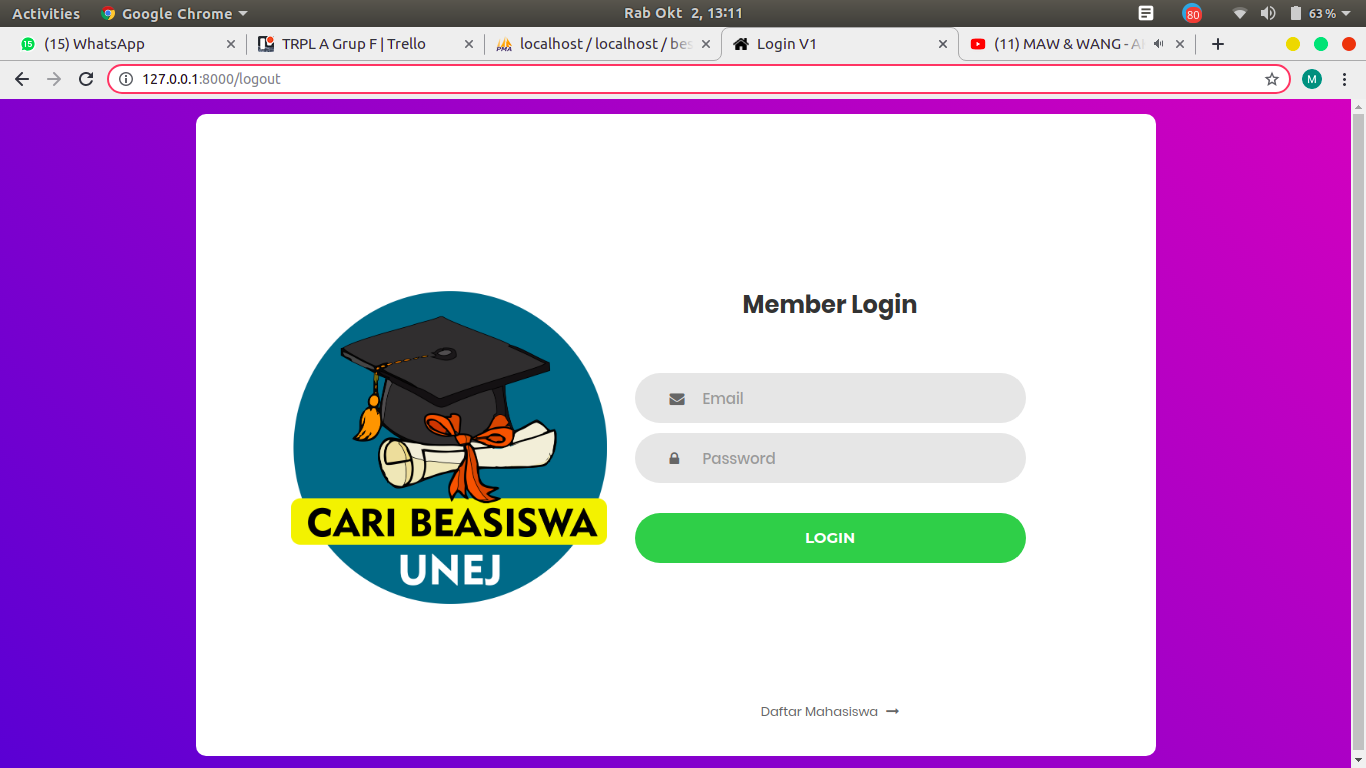 Activities
Google Chrome
Rab Okt 2, 13:11
80
63 %
15
(15) WhatsApp
TRPL A Grup F | Trello
PMA
localhost / localhost / bes
Login V1
(11) MAW & WANG - A
127.0.0.1:8000/logout
M
Member Login
Email
Password
LOGIN
CARI BEASISWA
UNEJ
Daftar Mahasiswa